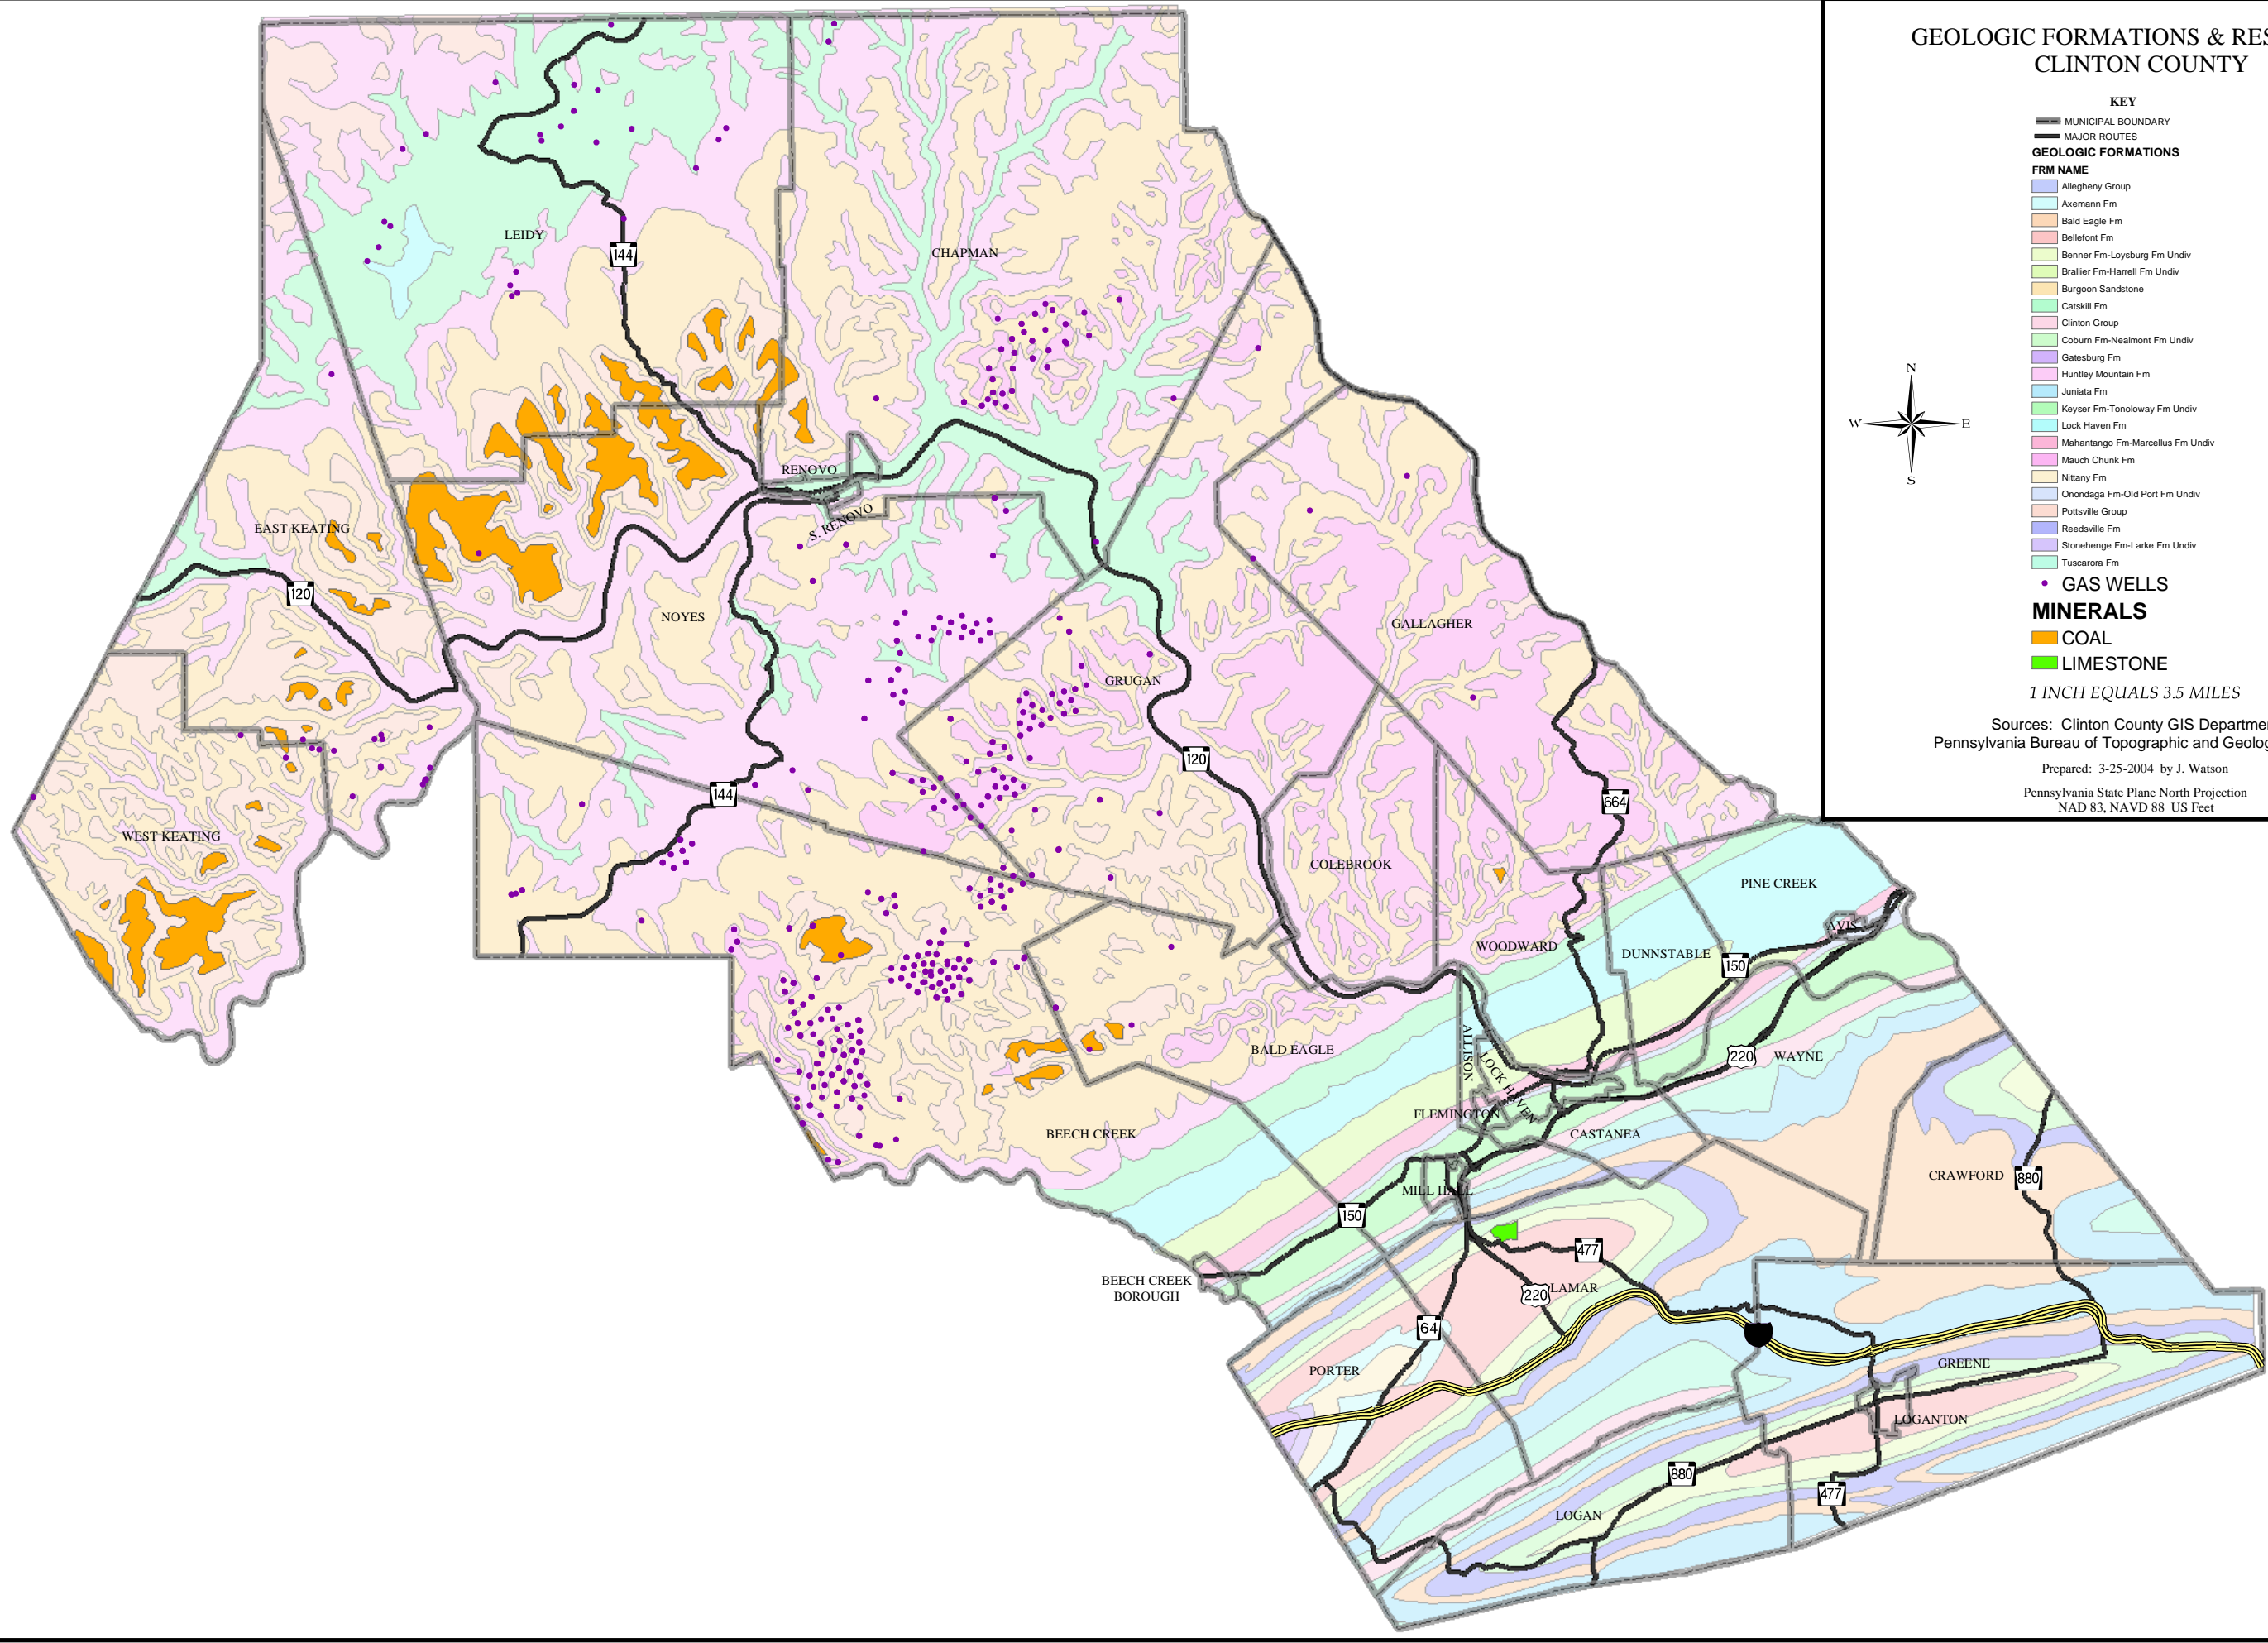 GEOLOGIC FORMATIONS & RES
CLINTON COUNTY
KEY
MUNICIPAL BOUNDARY
MAJOR ROUTES
GEOLOGIC FORMATIONS
FRM NAME
Allegheny Group
Axemann Fm
Bald Eagle Fm
Bellefont Fm
Benner Fm-Loysburg Fm Undiv
Brallier Fm-Harrell Fm Undiv
Burgoon Sandstone
Catskill Fm
Clinton Group
Coburn Fm-Nealmont Fm Undiv
Gatesburg Fm
Huntley Mountain Fm
Juniata Fm
Keyser Fm-Tonoloway Fm Undiv
Lock Haven Fm
Mahantango Fm-Marcellus Fm Undiv
Mauch Chunk Fm
Nittany Fm
Onondaga Fm-Old Port Fm Undiv
Pottsville Group
Reedsville Fm
Stonehenge Fm-Larke Fm Undiv
Tuscarora Fm
GAS WELLS
MINERALS
COAL
LIMESTONE
1 INCH EQUALS 3.5 MILES
Sources: Clinton County GIS Departme
Pennsylvania Bureau of Topographic and Geolog
Prepared: 3-25-2004 by J. Watson
Pennsylvania State Plane North Projection
NAD 83, NAVD 88 US Feet
N
W
E
S
LEIDY
144
CHAPMAN
RENOVO
S. RENOVO
EAST KEATING
120
NOYES
GALLAGHER
GRUGAN
120
144
664
WEST KEATING
COLEBROOK
PINE CREEK
AVIS
WOODWARD
DUNNSTABLE
150
BALD EAGLE
ALLISON
LOCK HAVEN
220
WAYNE
FLEMINGTON
BEECH CREEK
CASTANEA
CRAWFORD
880
MILL HALL
150
477
BEECH CREEK
BOROUGH
220
LAMAR
64
PORTER
GREENE
LOGANTON
880
477
LOGAN